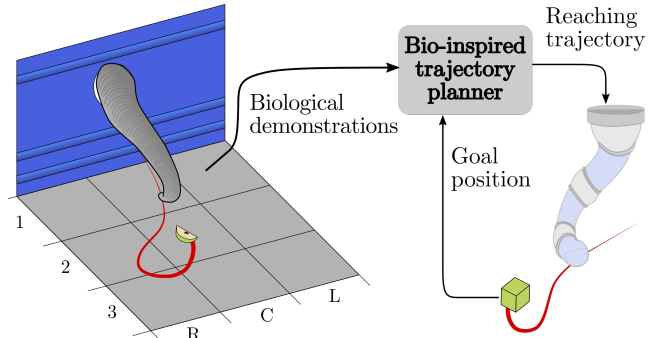 Reaching
trajectory
Bio-inspired
trajectory
planner
Biological
demonstrations
Goal
position
1
2
3
R
C
L